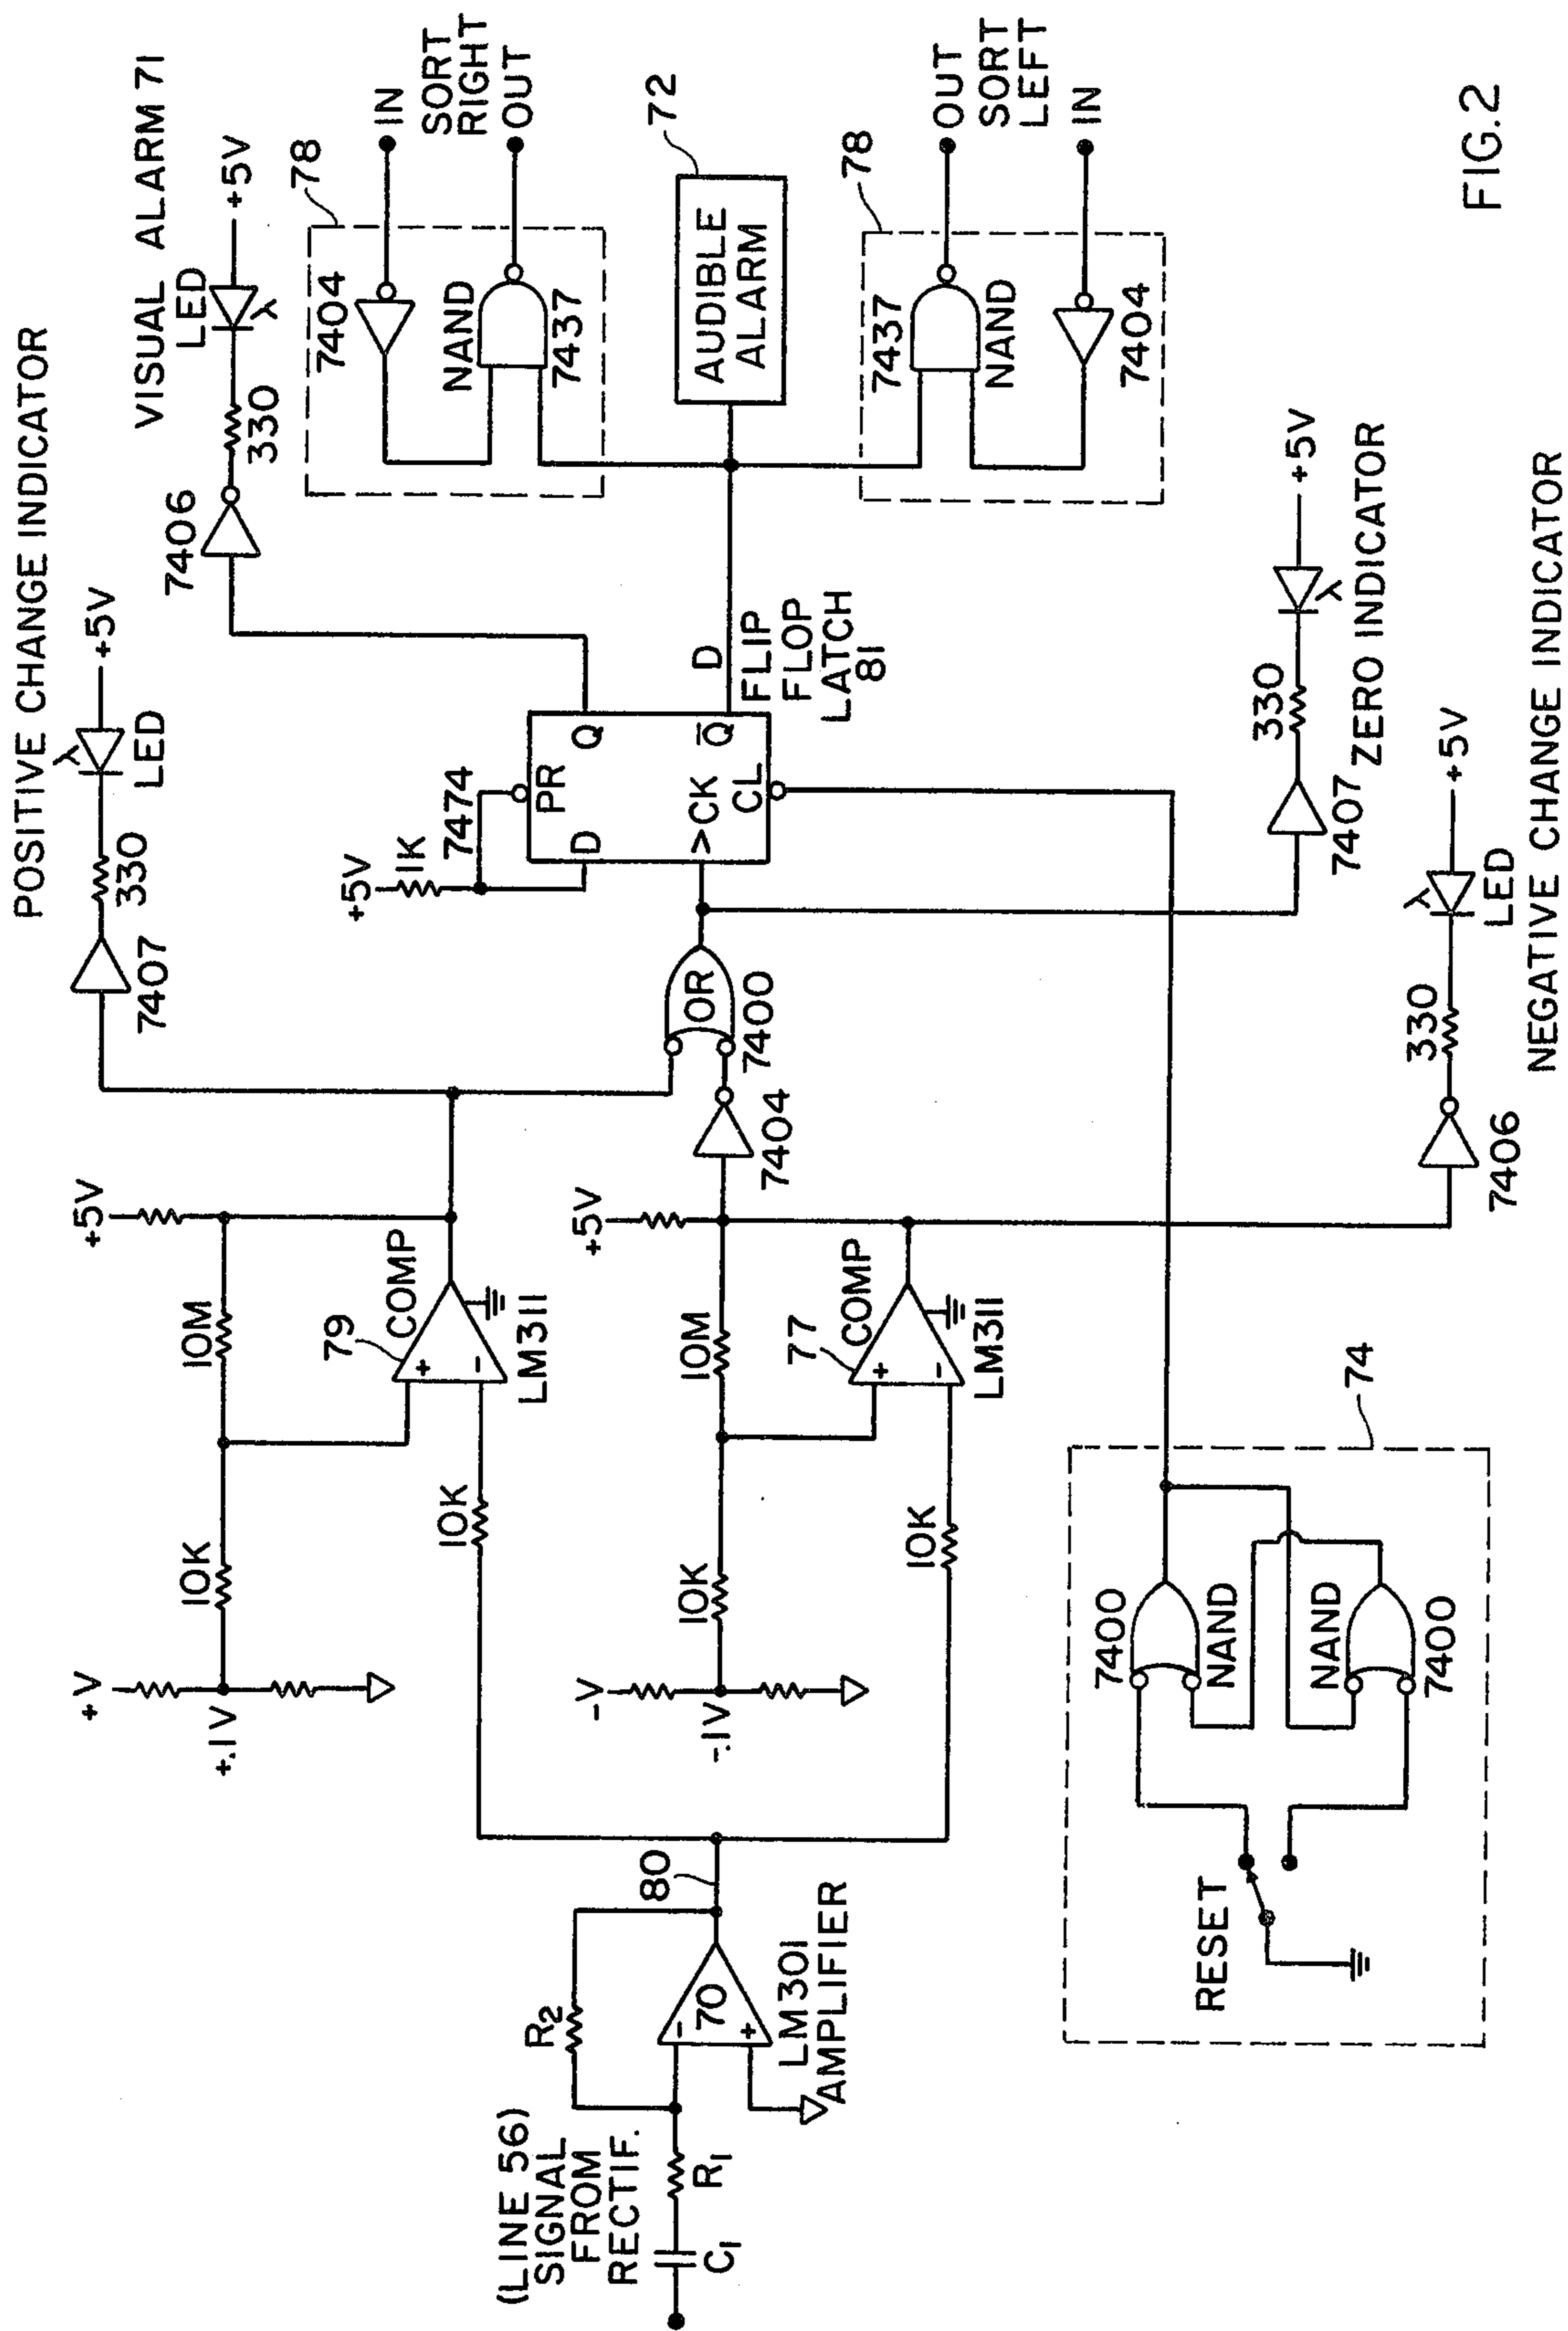 POSITIVE CHANGE INDICATOR
VISUAL ALARM 71
+5V
LED
330
7407
+5V
LED
330
7406
78
7404
IN
SORT
RIGHT
OUT
NAND
7437
72
AUDIBLE
ALARM
78
OUT
SORT
LEFT
IN
7437
NAND
7404
+5V
1K
7474
PR
D
Q
>CK
Q̅
CL
D
FLIP
FLOP
LATCH
81
OR
7400
7404
+5V
330
7407
ZERO INDICATOR
+5V
LED
330
7406
NEGATIVE CHANGE INDICATOR
+5V
10M
10K
+V
+.1V
79
COMP
+
-
LM311
10K
+5V
10M
10K
-V
-.1V
77
COMP
+
-
LM311
10K
80
R2
70
-
+
LM301
AMPLIFIER
(LINE 56)
SIGNAL
FROM
RECTIF.
R1
C1
74
RESET
7400
NAND
NAND
7400
FIG.2